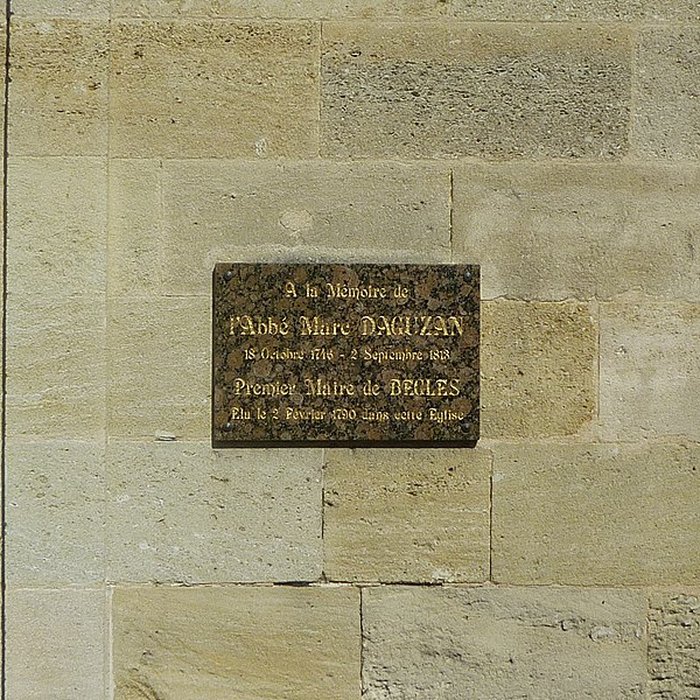 A la Mémoire de
l'Abbé Marc DAGUZAN
18 Octobre 1746 - 2 Septembre 1813
Premier Maire de BEGLES
Elu le 2 Février 1790 dans cette Eglise